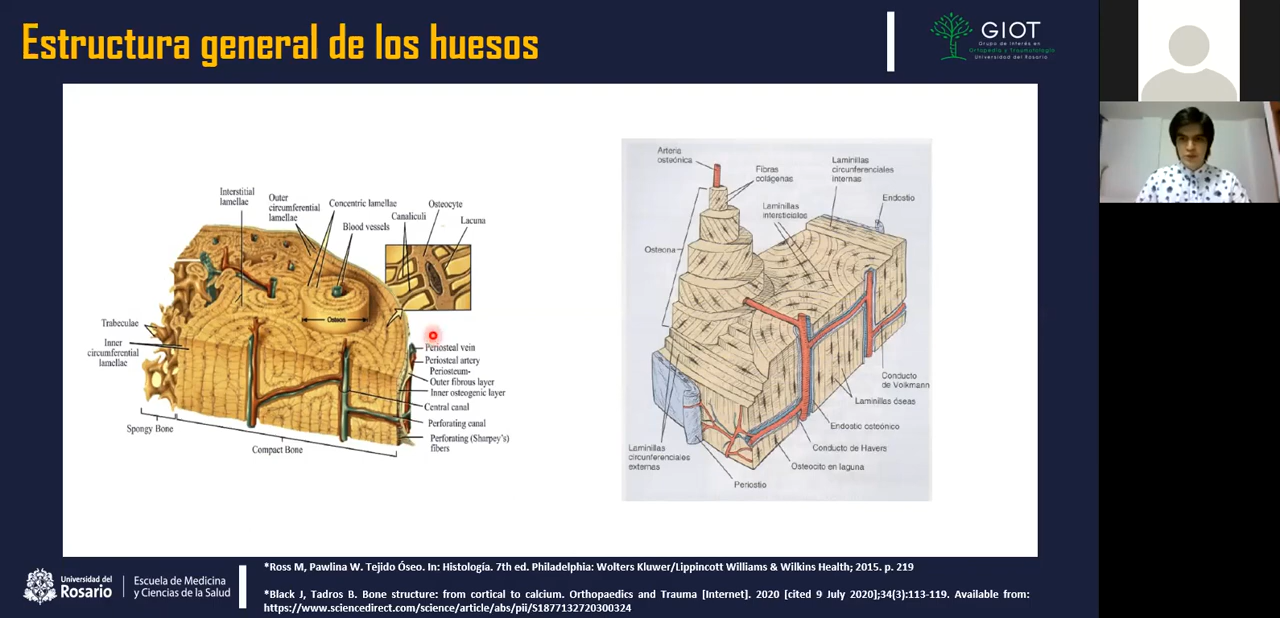 Estructura general de los huesos
GIOT
Grupo de Interés en
Ortopedia y Traumatología
Universidad del Rosario
Interstitial
lamellae
Outer
circumferential
lamellae
Concentric lamellae
Blood vessels
Canaliculi
Osteocyte
Lacuna
Osteon
Trabeculae
Inner
circumferential
lamellae
Periosteal vein
Periosteal artery
Periosteum-
Outer fibrous layer
Inner osteogenic layer
Central canal
Perforating canal
Perforating (Sharpey's)
fibers
Spongy Bone
Compact Bone
Arteria
osteónica
Fibras
colágenas
Laminillas
circunferenciales
internas
Endostio
Laminillas
intersticiales
Osteona
Conducto
de Volkmann
Laminillas óseas
Endostio osteónico
Conducto de Havers
Osteocito en laguna
Laminillas
circunferenciales
externas
Periostio
Universidad del
Rosario
Escuela de Medicina
y Ciencias de la Salud
*Ross M, Pawlina W. Tejido Óseo. In: Histología. 7th ed. Philadelphia: Wolters Kluwer/Lippincott Williams & Wilkins Health; 2015. p. 219
*Black J, Tadros B. Bone structure: from cortical to calcium. Orthopaedics and Trauma [Internet]. 2020 [cited 9 July 2020];34(3):113-119. Available from:
https://www.sciencedirect.com/science/article/abs/pii/S1877132720300324